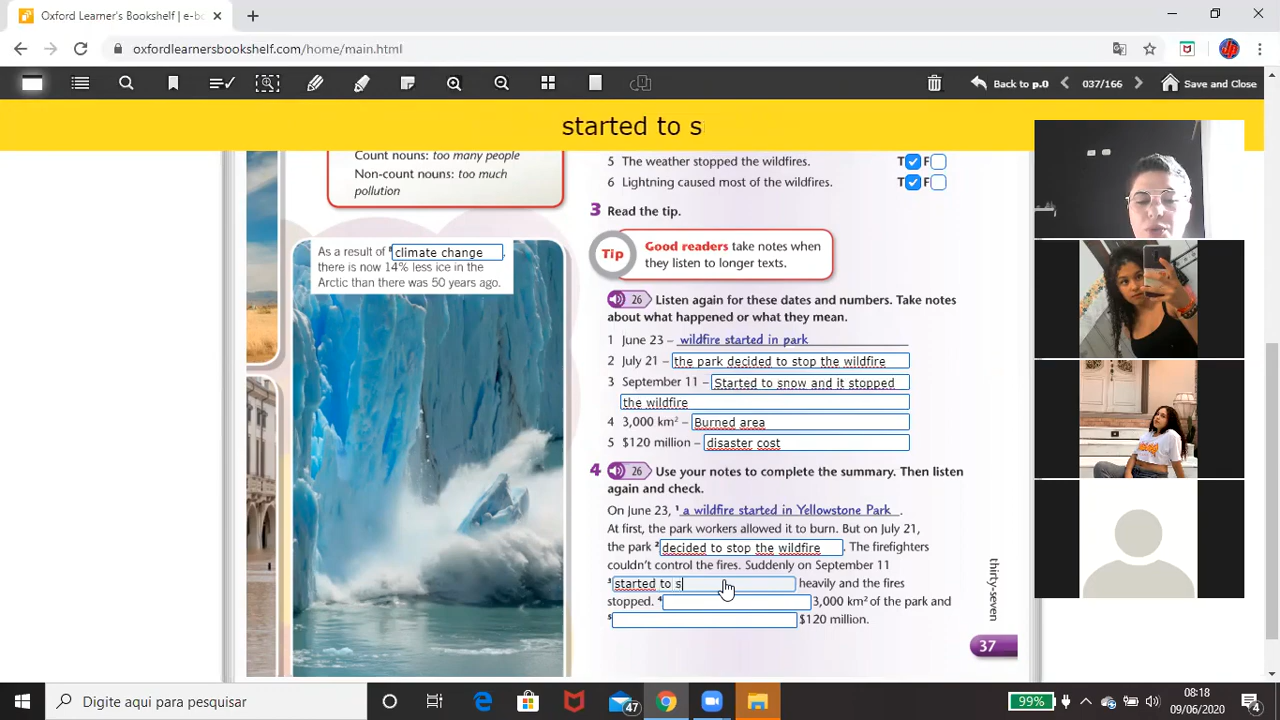 Oxford Learner's Bookshelf | e-bo
oxfordlearnersbookshelf.com/home/main.html
Back to p.0
037/166
Save and Close
started to s
Count nouns: too many people
Non-count nouns: too much
pollution
As a result of ⁸ climate change ,
there is now 14% less ice in the
Arctic than there was 50 years ago.
5 The weather stopped the wildfires. T F
6 Lightning caused most of the wildfires. T F
3 Read the tip.
Tip
Good readers take notes when
they listen to longer texts.
26 Listen again for these dates and numbers. Take notes
about what happened or what they mean.
1 June 23 – wildfire started in park
2 July 21 – the park decided to stop the wildfire
3 September 11 – Started to snow and it stopped
the wildfire
4 3,000 km² – Burned area
5 $120 million – disaster cost
4 26 Use your notes to complete the summary. Then listen
again and check.
On June 23, ¹ a wildfire started in Yellowstone Park .
At first, the park workers allowed it to burn. But on July 21,
the park ² decided to stop the wildfire . The firefighters
couldn't control the fires. Suddenly on September 11
³ started to s heavily and the fires
stopped. ⁴ 3,000 km² of the park and
⁵ $120 million.
thirty-seven
37
Digite aqui para pesquisar
47
99%
08:18
09/06/2020
4